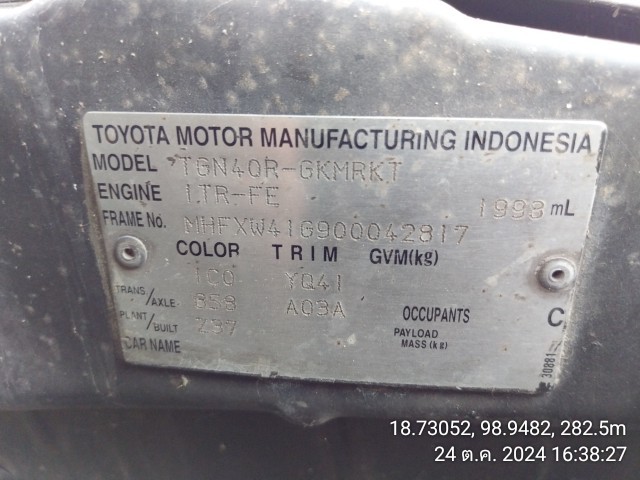 TOYOTA MOTOR MANUFACTURING INDONESIA
MODEL TGN40R-GKMRKT
ENGINE 1TR-FE 1998 mL
FRAME No. MHFXW41G900042817
COLOR TRIM GVM(kg)
1C0 YQ41
TRANS/AXLE A03A OCCUPANTS C
PLANT/BUILT PAYLOAD
CAR NAME MASS (kg)
30881
18.73052, 98.9482, 282.5m
24 ต.ค. 2024 16:38:27